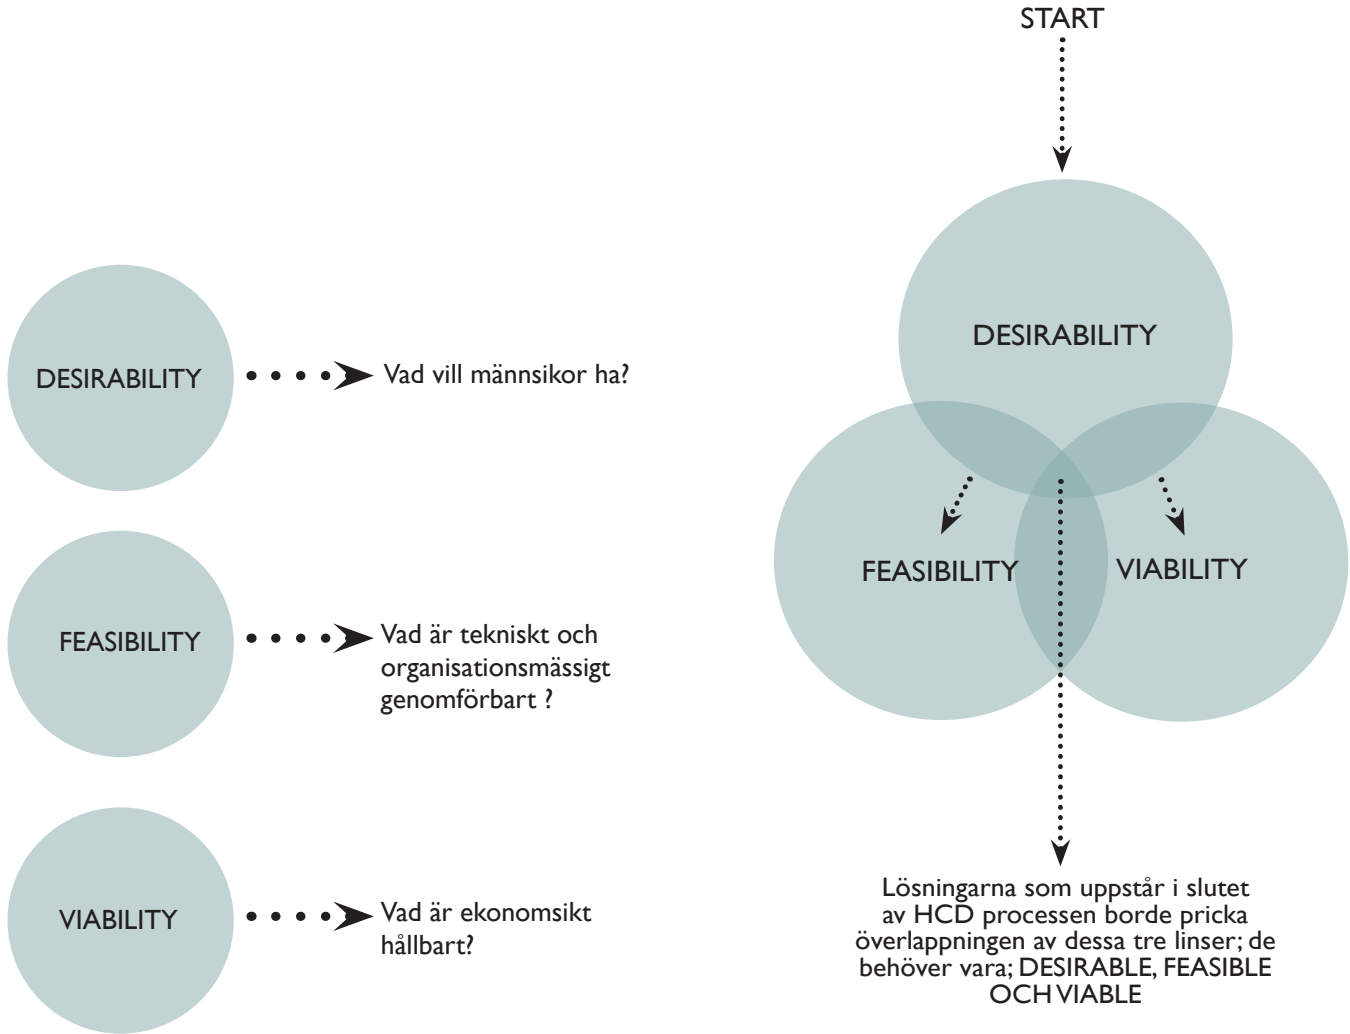 START
DESIRABILITY
Vad vill männsikor ha?
FEASIBILITY
Vad är tekniskt och
organisationsmässigt
genomförbart ?
VIABILITY
Vad är ekonomsikt
hållbart?
DESIRABILITY
FEASIBILITY
VIABILITY
Lösningarna som uppstår i slutet
av HCD processen borde pricka
överlappningen av dessa tre linser; de
behöver vara; DESIRABLE, FEASIBLE
OCH VIABLE